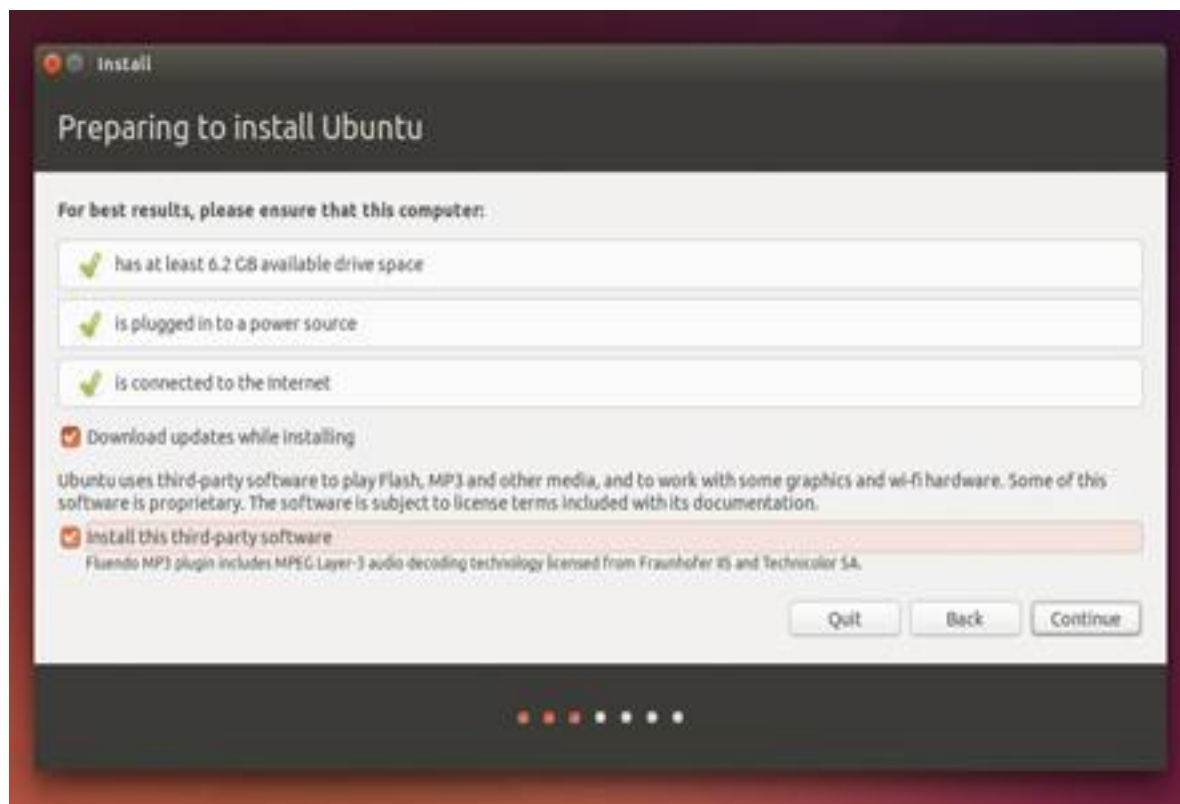 Install
Preparing to install Ubuntu
For best results, please ensure that this computer:
has at least 6.2 GB available drive space
is plugged in to a power source
is connected to the Internet
Download updates while installing
Ubuntu uses third-party software to play Flash, MP3 and other media, and to work with some graphics and wi-fi hardware. Some of this
software is proprietary. The software is subject to license terms included with its documentation.
Install this third-party software
Fluendo MP3 plugin includes MPEG Layer-3 audio decoding technology licensed from Fraunhofer IIS and Technicolor SA.
Quit Back Continue